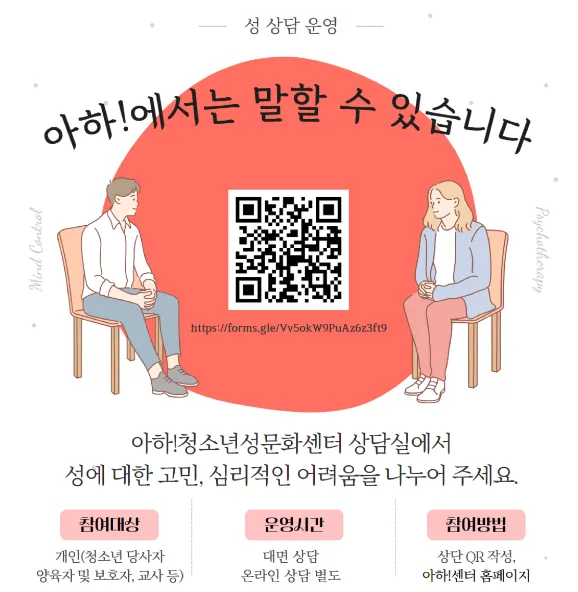 성 상담 운영
아하!에서는 말할 수 있습니다
Mind Control
Psychotherapy
https://forms.gle/Vv5okW9PuAz6z3ft9
아하!청소년성문화센터 상담실에서
성에 대한 고민, 심리적인 어려움을 나누어 주세요.
참여대상
개인(청소년 당사자
양육자 및 보호자, 교사 등)
운영시간
대면 상담
온라인 상담 별도
참여방법
상단 QR 작성,
아하!센터 홈페이지